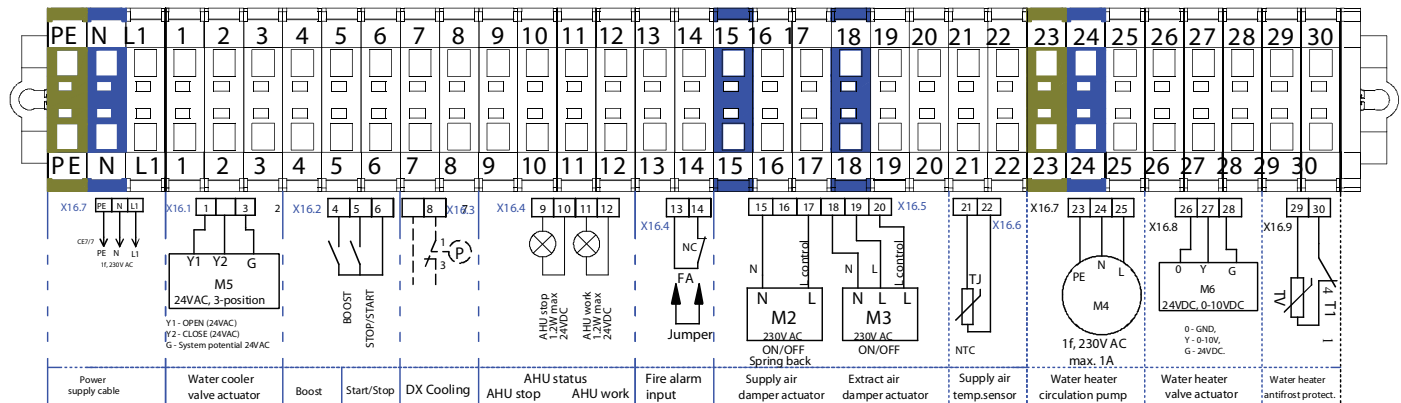 PE N L1 1 2 3 4 5 6 7 8 9 10 11 12 13 14 15 16 17 18 19 20 21 22 23 24 25 26 27 28 29 30
PE N L1 1 2 3 4 5 6 7 8 9 10 11 12 13 14 15 16 17 18 19 20 21 22 23 24 25 26 27 28 29 30
X16.7 PE N L1
CE7/7
PE N L1
1f, 230V AC
Power
supply cable
X16.1 1 3 2
Y1 Y2 G
M5
24VAC, 3-position
Y1 - OPEN (24VAC)
Y2 - CLOSE (24VAC)
G - System potential 24VAC
Water cooler
valve actuator
X16.2 4 5 6
BOOST
STOP/START
Boost
Start/Stop
8 7 X16.3
1
P
3
DX Cooling
X16.4 9 10 11 12
AHU stop
1.2W max
24VDC
AHU work
1.2W max
24VDC
AHU status
AHU stop AHU work
13 14
X16.4
NC
FA
Jumper
Fire alarm
input
15 16 17 18 19 20 X16.5
N L control
N L
M2
230V AC
ON/OFF
Spring back
Supply air
damper actuator
N L L control
N L
M3
230V AC
ON/OFF
Extract air
damper actuator
21 22
X16.6
TJ
NTC
Supply air
temp.sensor
X16.7
23 24 25
PE N L
M4
1f, 230V AC
max. 1A
Water heater
circulation pump
26 27 28
X16.8
0 Y G
M6
24VDC, 0-10VDC
0 - GND,
Y - 0-10V,
G - 24VDC.
Water heater
valve actuator
29 30
X16.9
TV
4 T1
1
Water heater
antifrost protect.